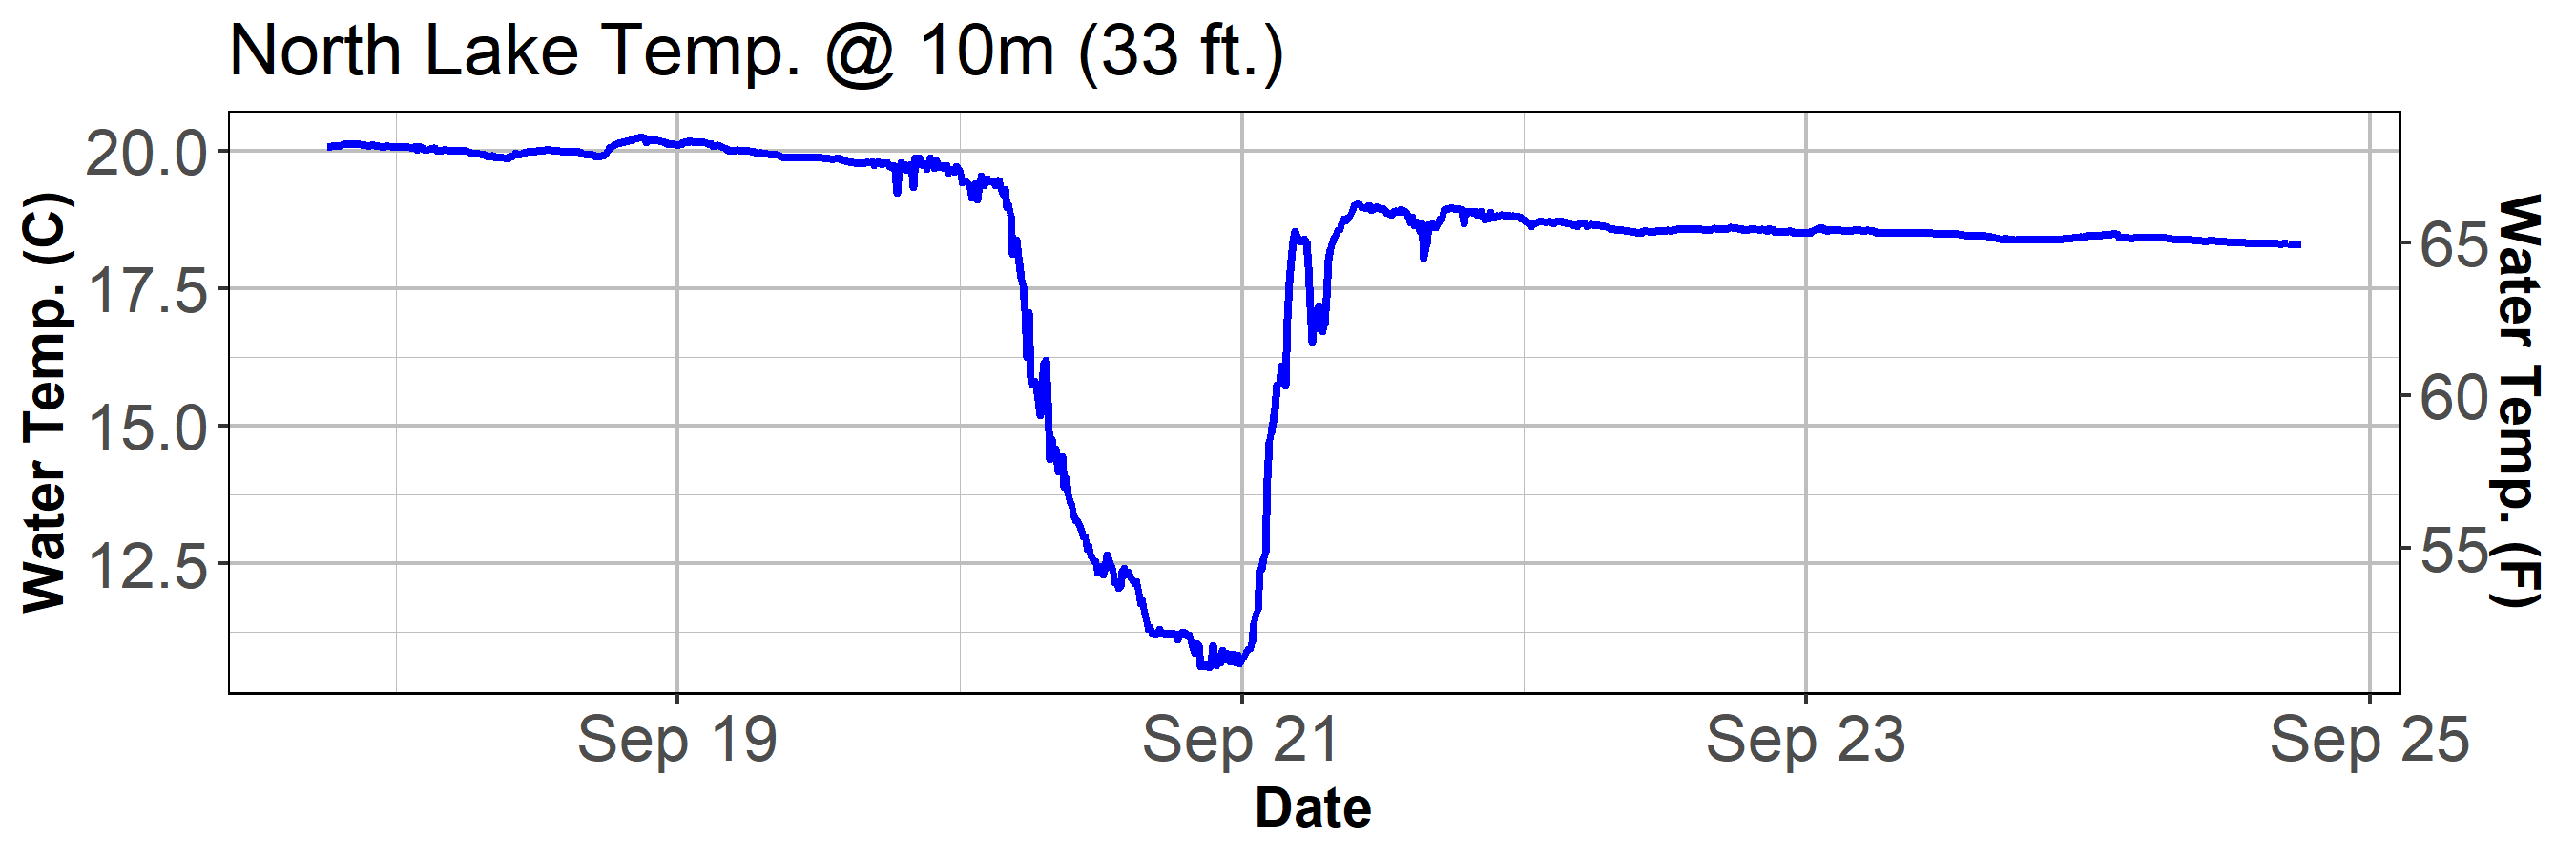 North Lake Temp. @ 10m (33 ft.)
Water Temp. (C)
20.0
17.5
15.0
12.5
65
60
55
Water Temp. (F)
Sep 19
Sep 21
Sep 23
Sep 25
Date